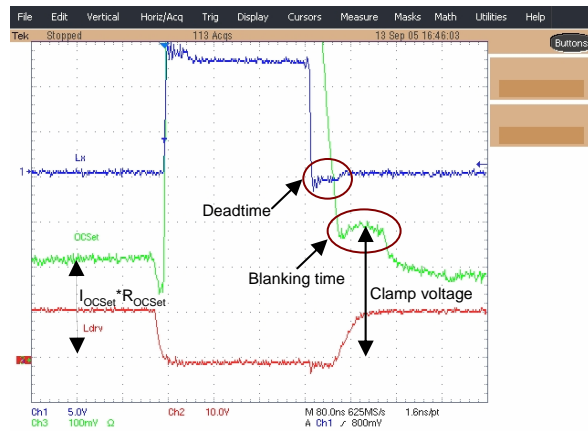 File Edit Vertical Horiz/Acq Trig Display Cursors Measure Masks Math Utilities Help
Tek Stopped 113 Acqs 13 Sep 05 16:46:03
Buttons
Lx
1
Deadtime
OCSet
Blanking time
Clamp voltage
I_OCSet*R_OCSet
Ldrv
Ch1 5.0V Ch2 10.0V M 80.0ns 625MS/s 1.6ns/pt
Ch3 100mV Ω A Ch1 ∕ 800mV